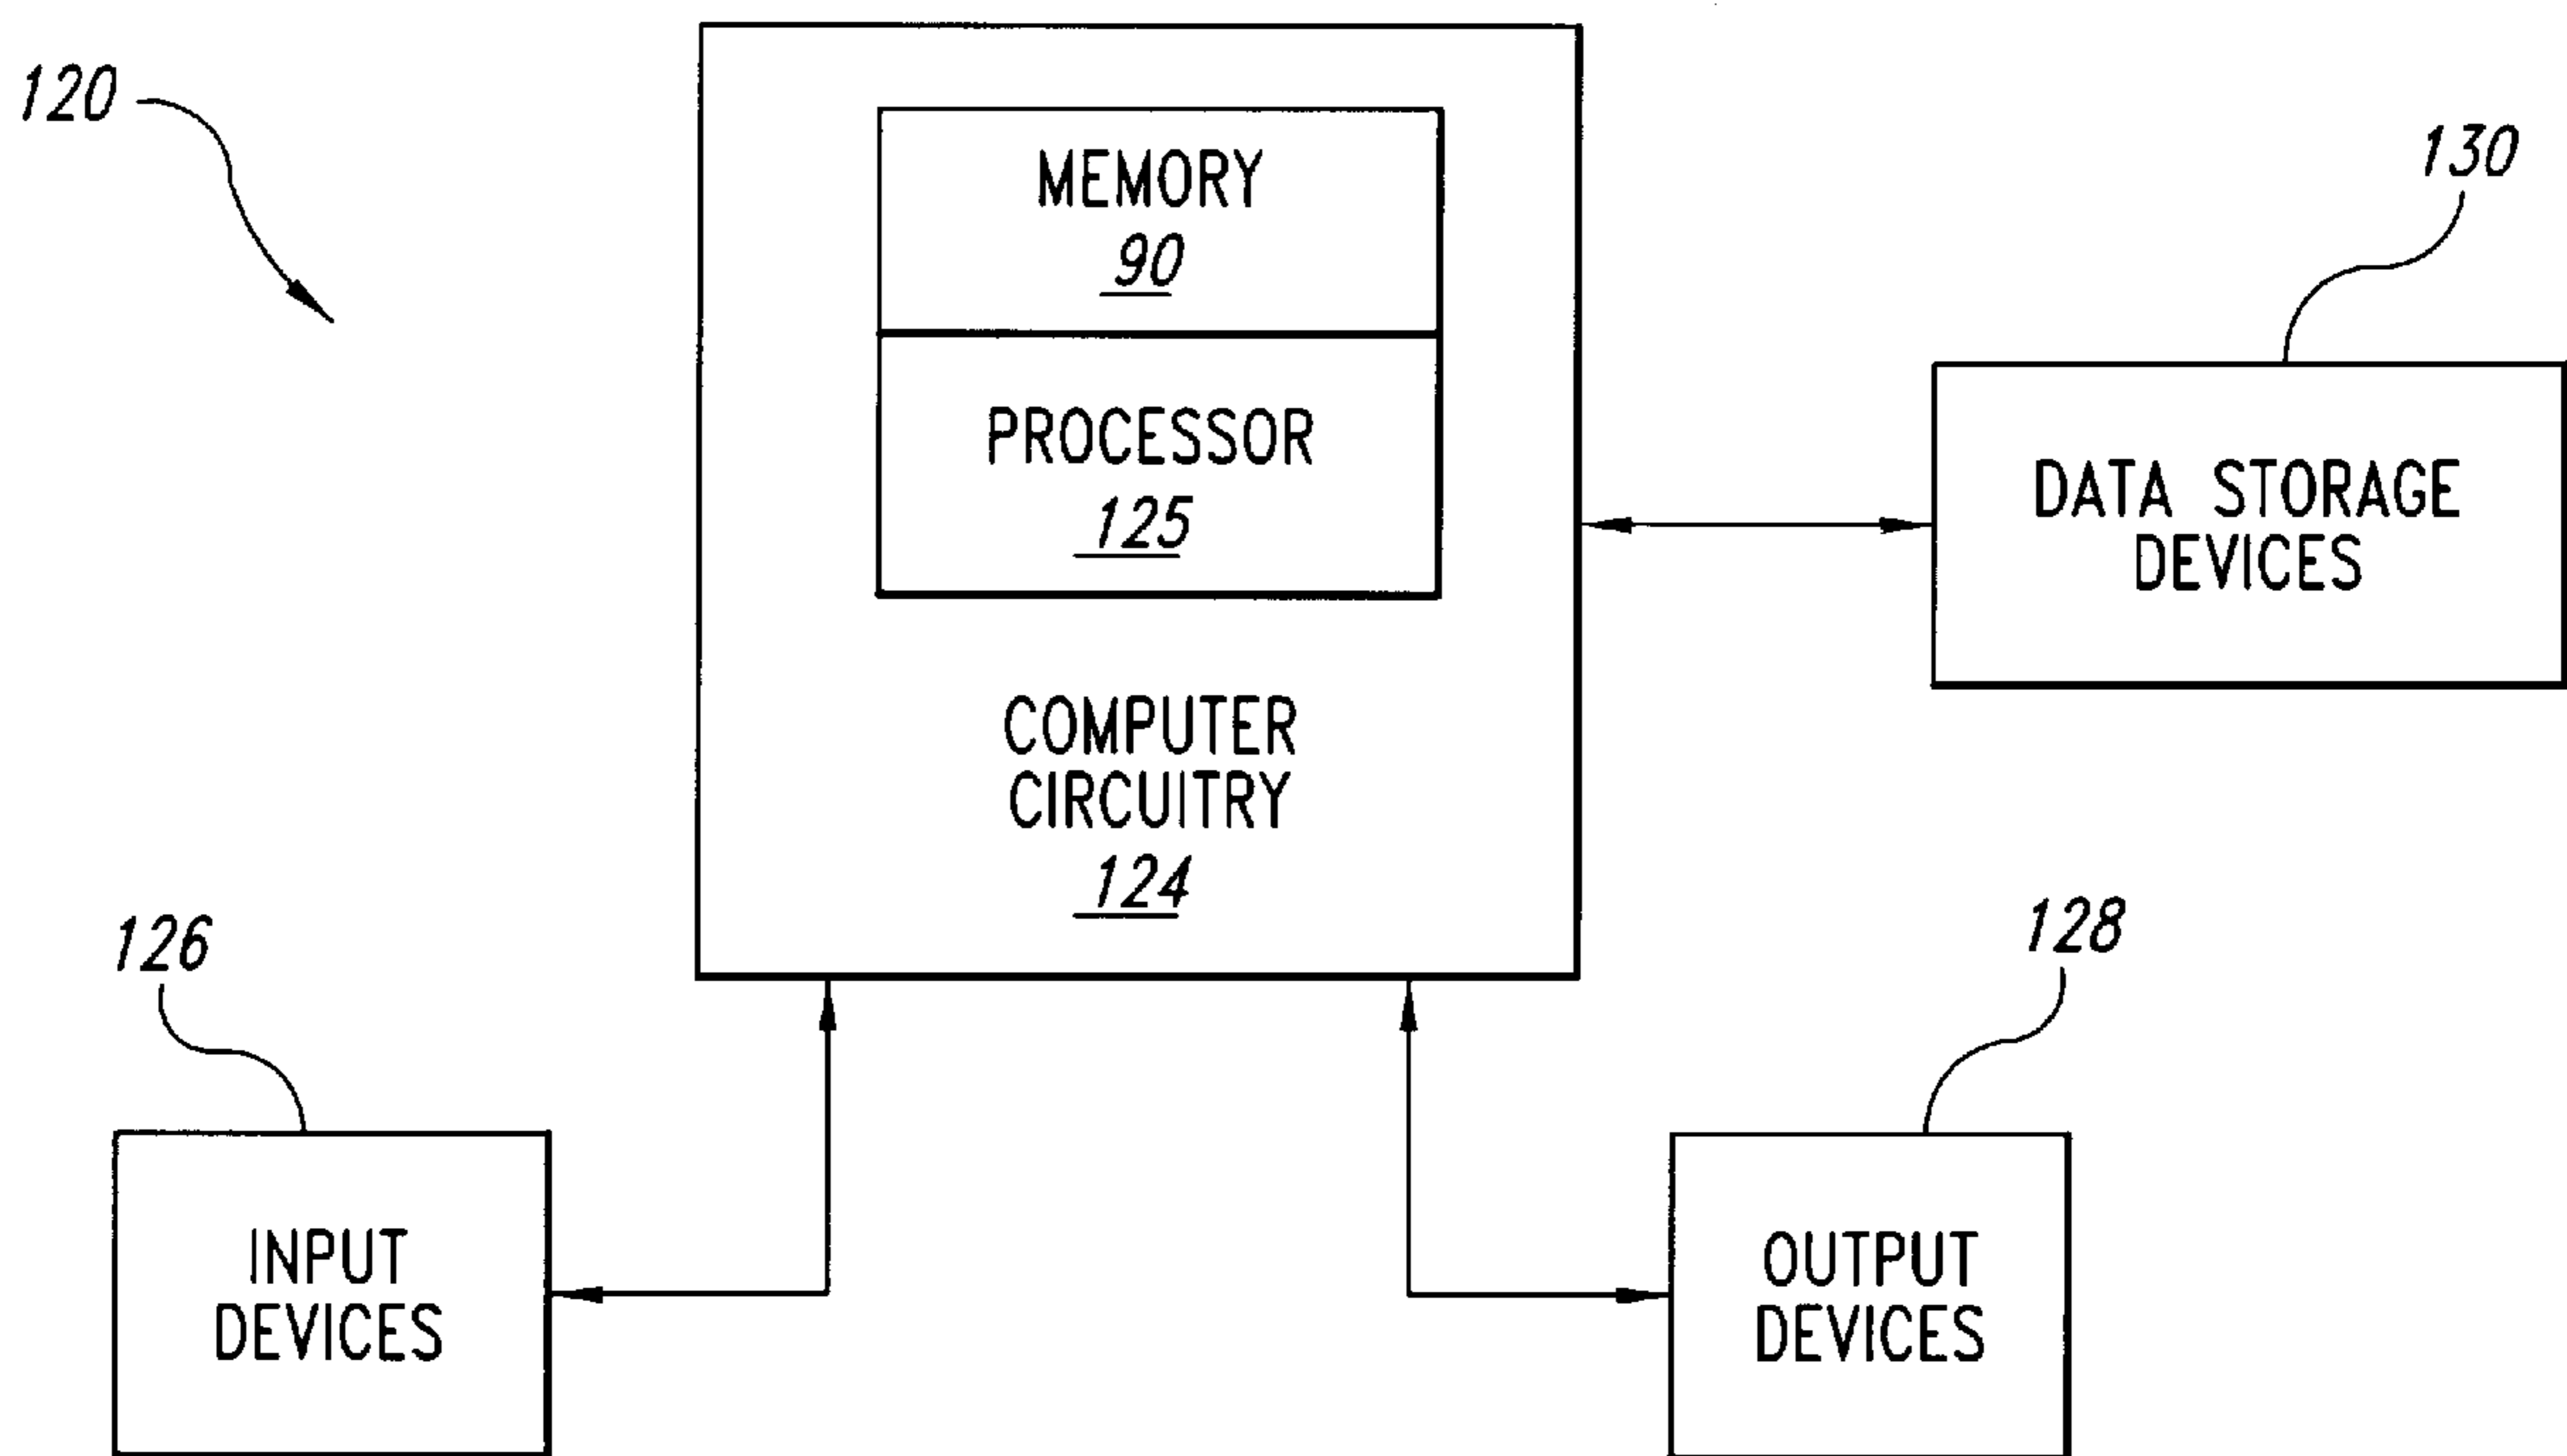 120
MEMORY
90
130
PROCESSOR
125
DATA STORAGE
DEVICES
COMPUTER
CIRCUITRY
124
126
128
INPUT
DEVICES
OUTPUT
DEVICES